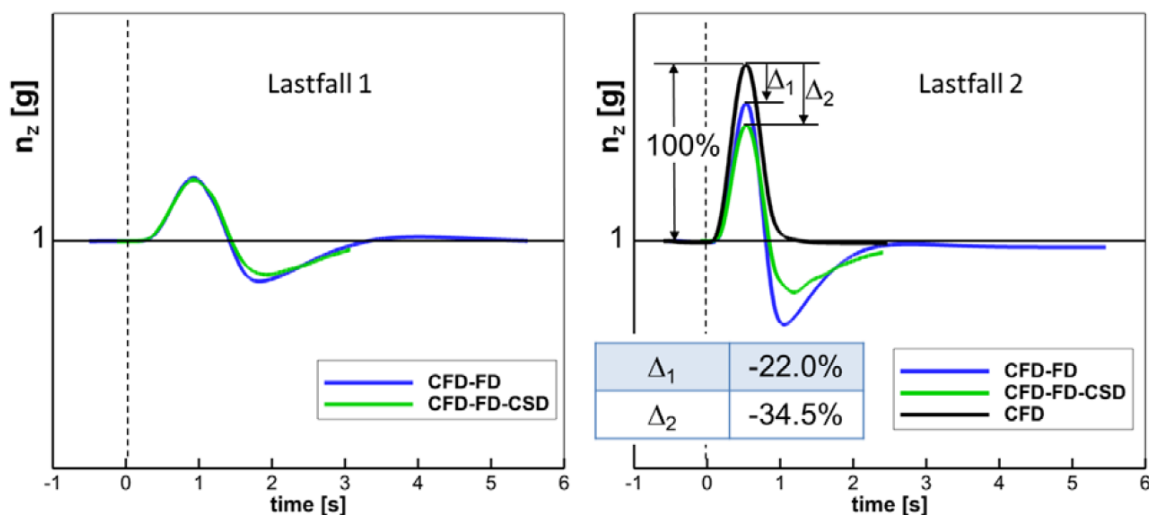 Lastfall 1
n_z [g]
1
CFD-FD
CFD-FD-CSD
-1 0 1 2 3 4 5 6
time [s]
Lastfall 2
n_z [g]
Δ₁
Δ₂
100%
1
Δ₁ -22.0%
Δ₂ -34.5%
CFD-FD
CFD-FD-CSD
CFD
-1 0 1 2 3 4 5 6
time [s]